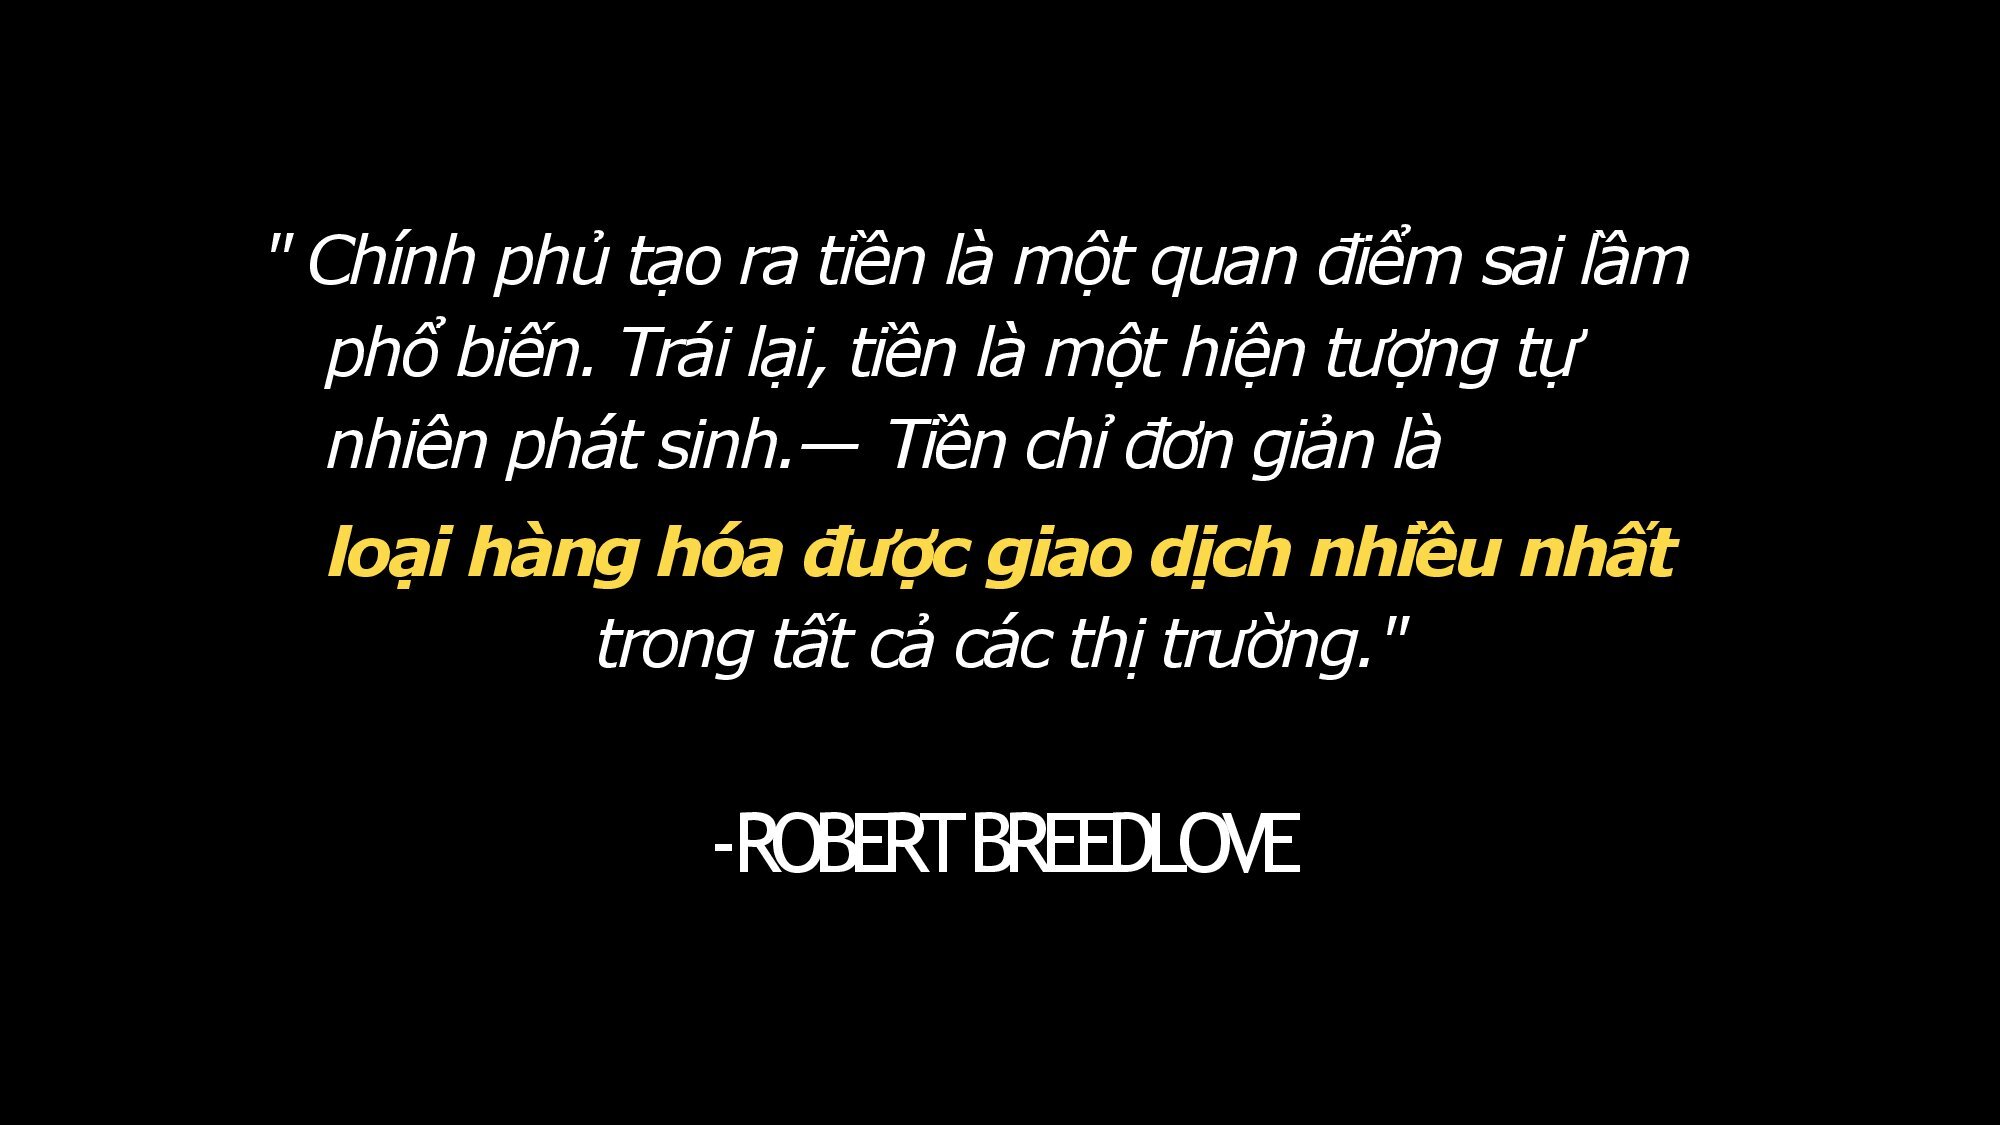 " Chính phủ tạo ra tiền là một quan điểm sai lầm
phổ biến. Trái lại, tiền là một hiện tượng tự
nhiên phát sinh.— Tiền chỉ đơn giản là
loại hàng hóa được giao dịch nhiều nhất
trong tất cả các thị trường."
-ROBERT BREEDLOVE